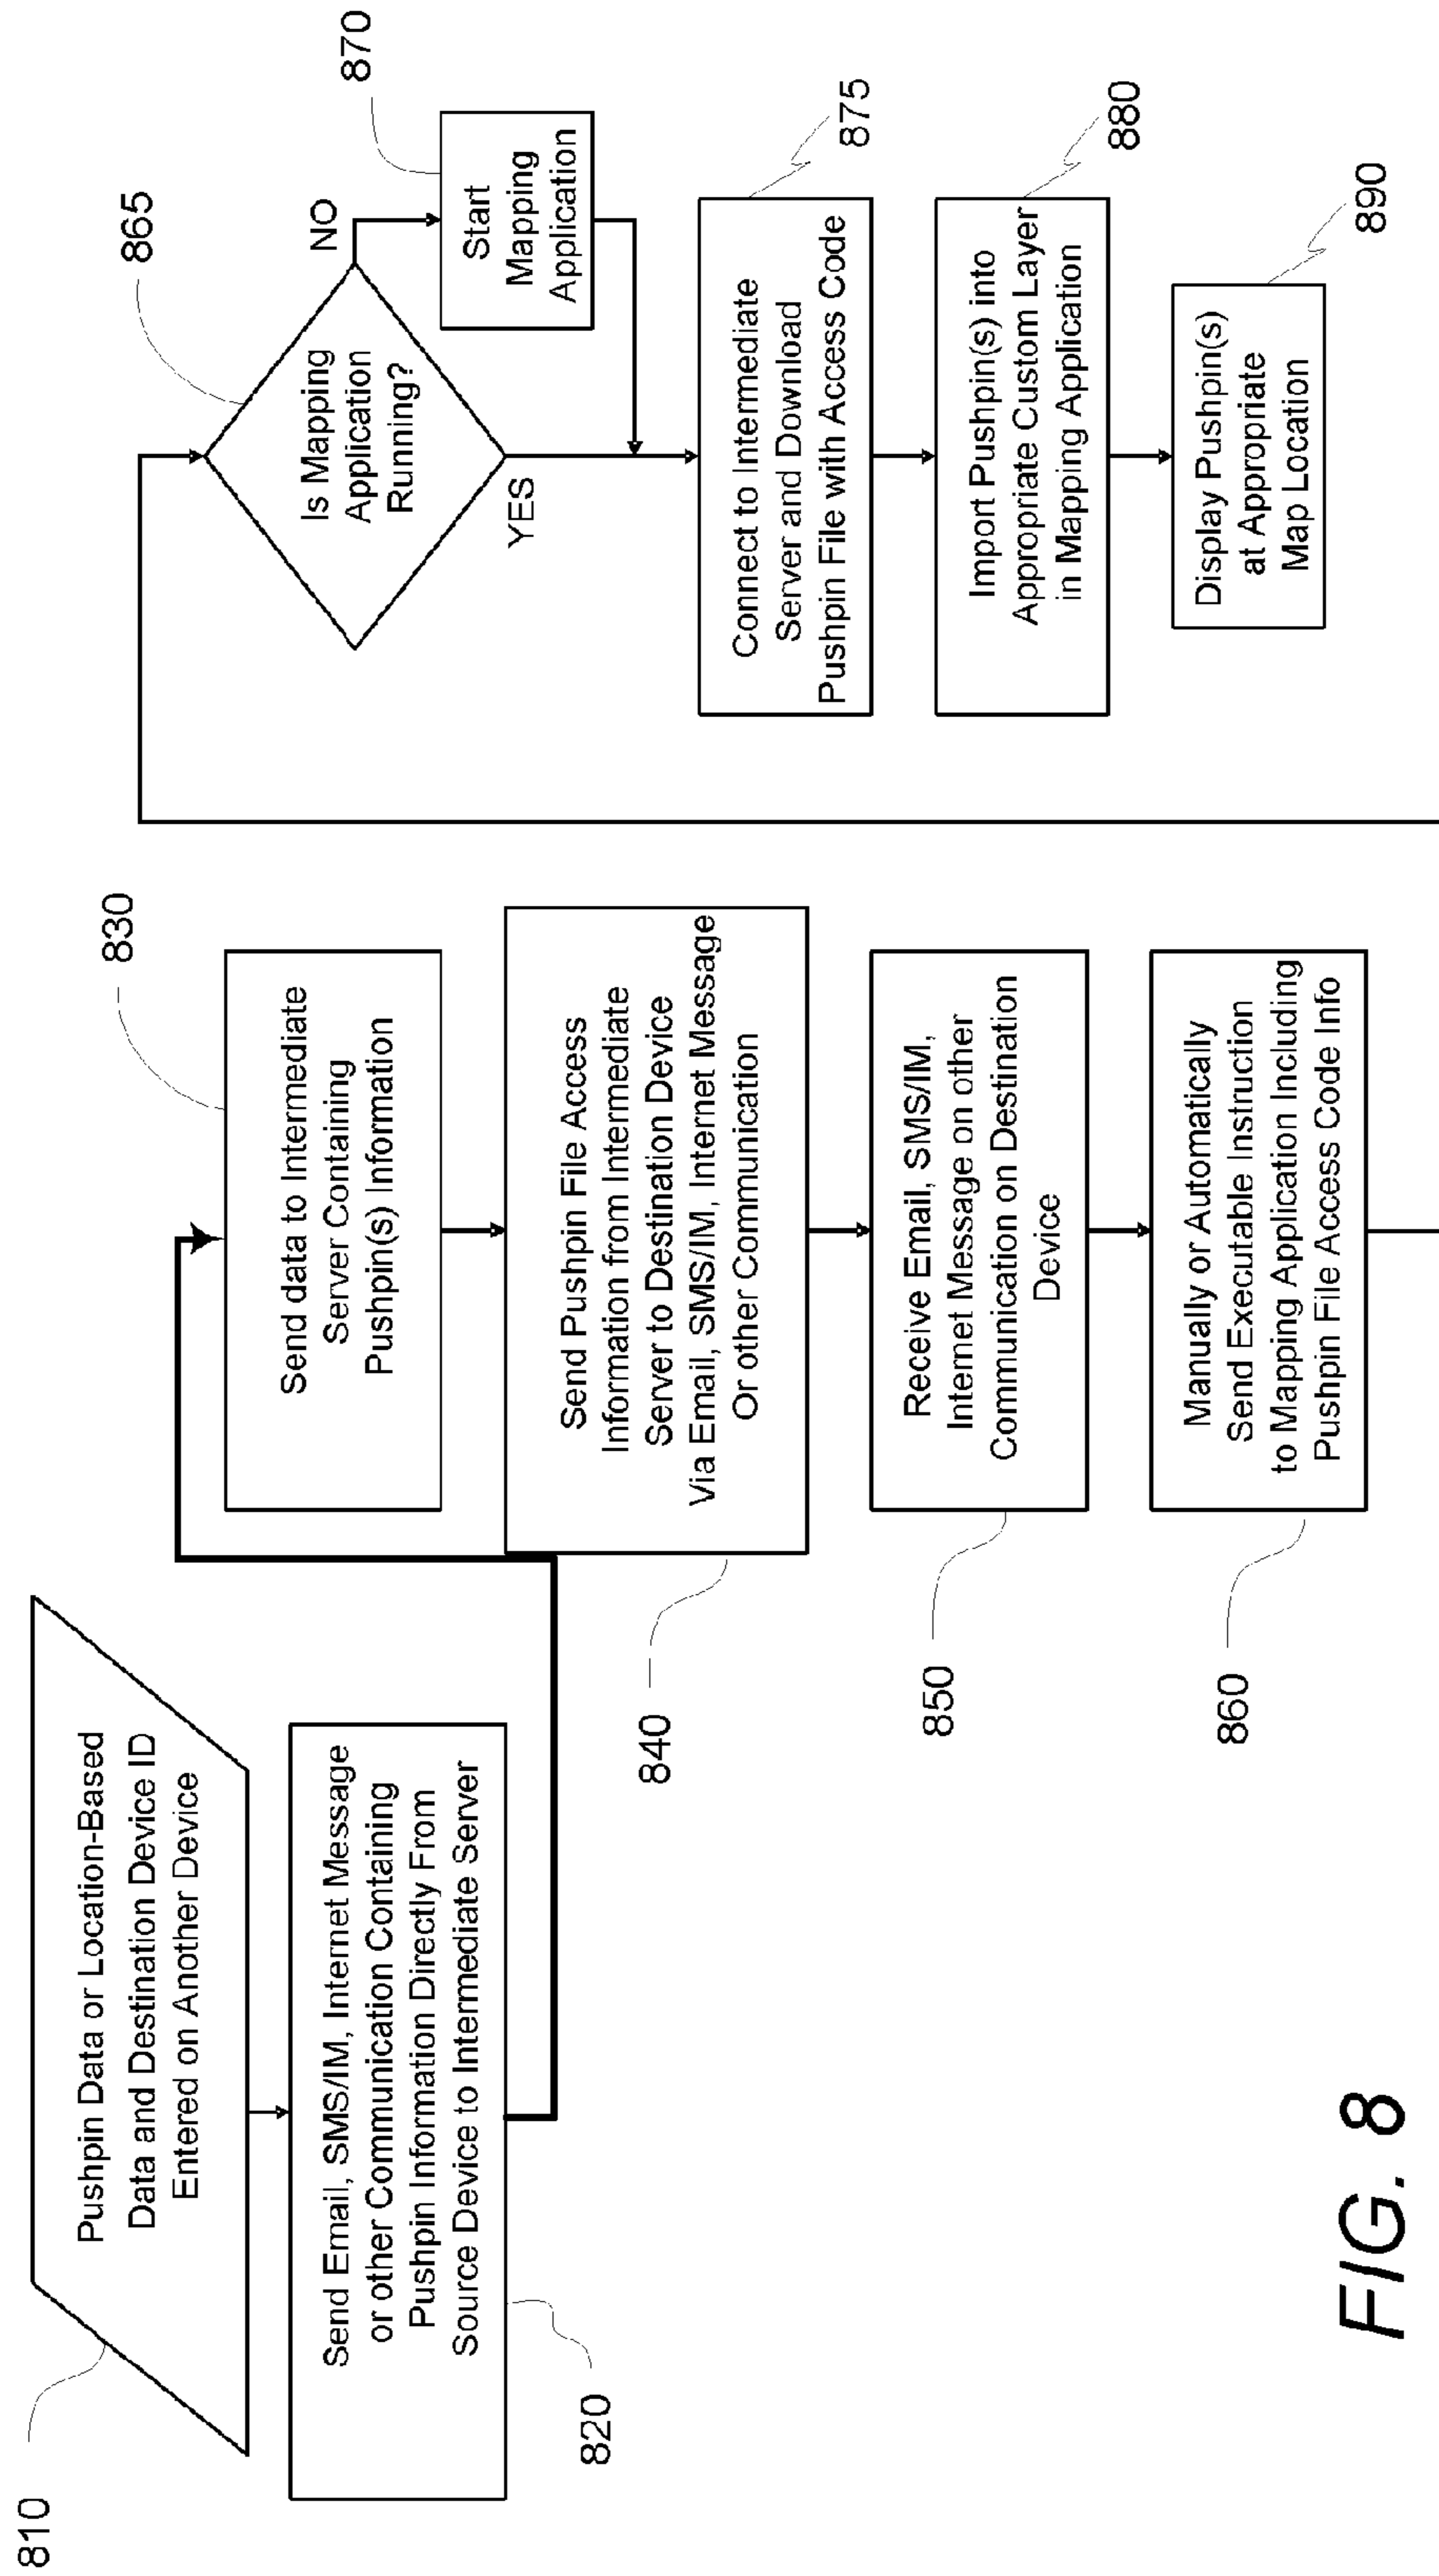 810
Pushpin Data or Location-Based
Data and Destination Device ID
Entered on Another Device
Send Email, SMS/IM, Internet Message
or other Communication Containing
Pushpin Information Directly From
Source Device to Intermediate Server
820
830
Send data to Intermediate
Server Containing
Pushpin(s) Information
Send Pushpin File Access
Information from Intermediate
Server to Destination Device
Via Email, SMS/IM, Internet Message
Or other Communication
840
Receive Email, SMS/IM,
Internet Message on other
Communication on Destination
Device
850
Manually or Automatically
Send Executable Instruction
to Mapping Application Including
Pushpin File Access Code Info
860
865
Is Mapping
Application
Running?
NO
YES
870
Start
Mapping
Application
875
Connect to Intermediate
Server and Download
Pushpin File with Access Code
880
Import Pushpin(s) into
Appropriate Custom Layer
in Mapping Application
890
Display Pushpin(s)
at Appropriate
Map Location
FIG. 8